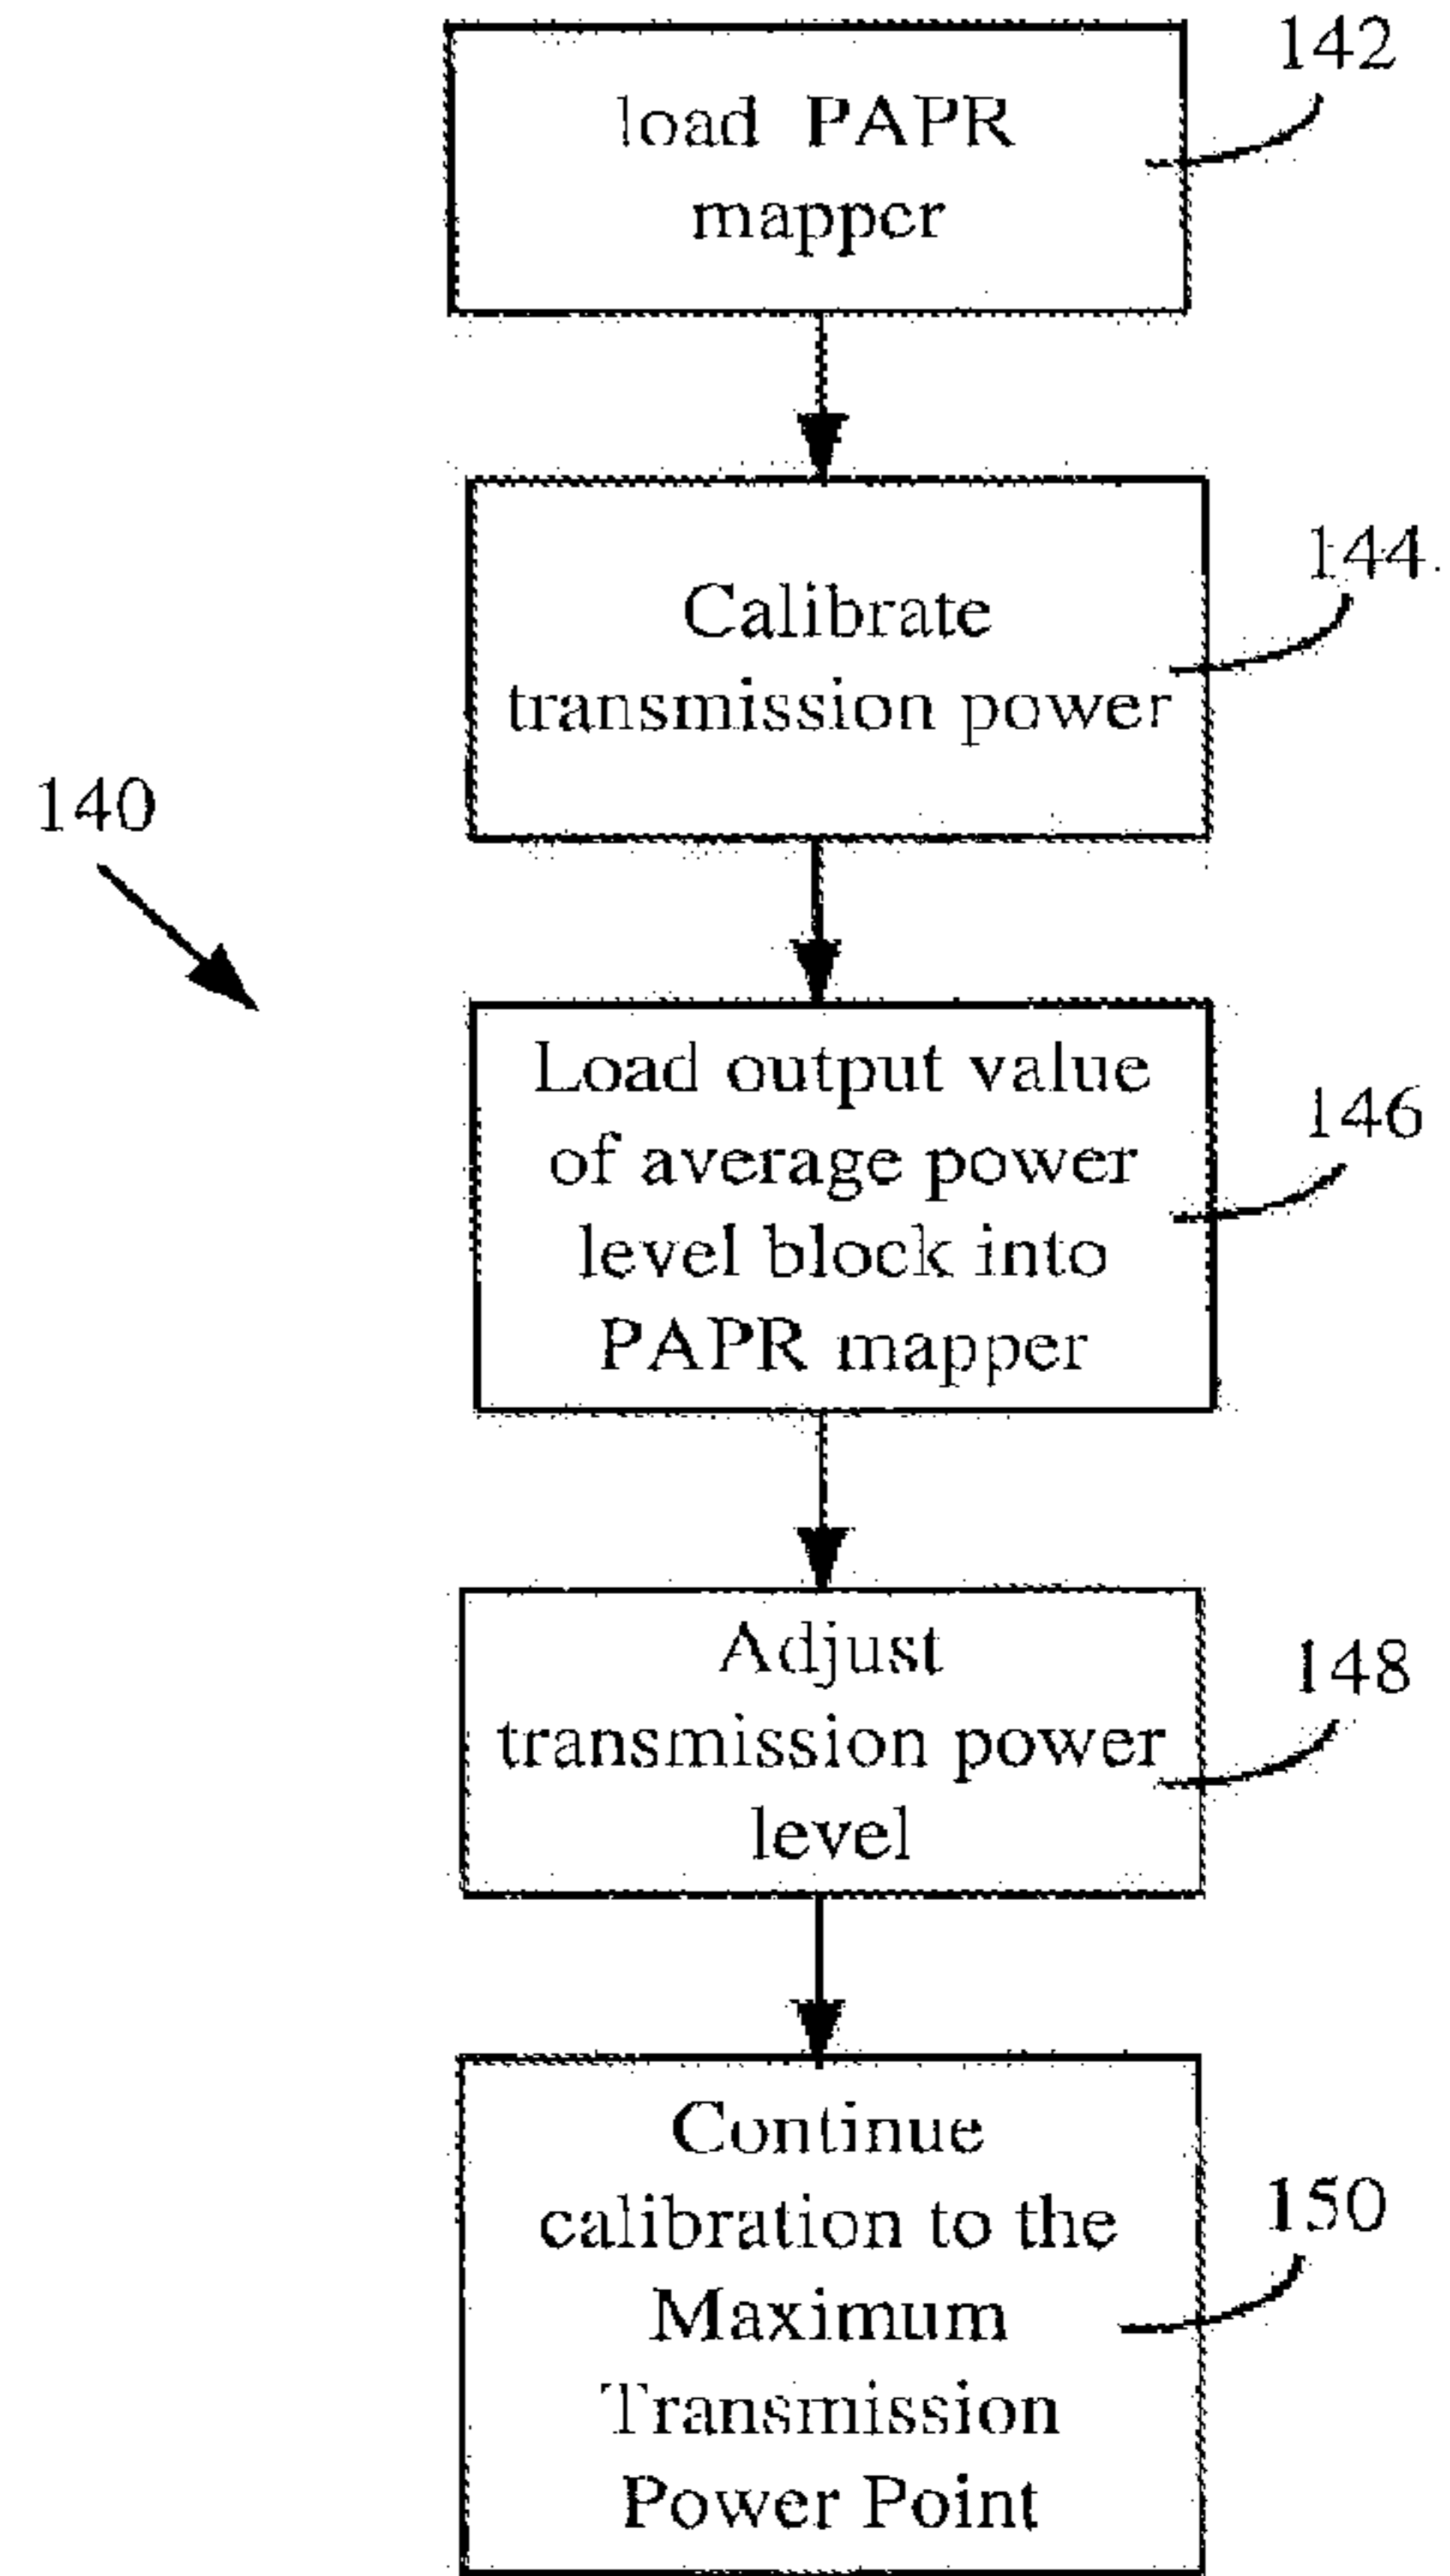 load PAPR
mapper
142
Calibrate
transmission power
144
140
Load output value
of average power
level block into
PAPR mapper
146
Adjust
transmission power
level
148
Continue
calibration to the
Maximum
Transmission
Power Point
150